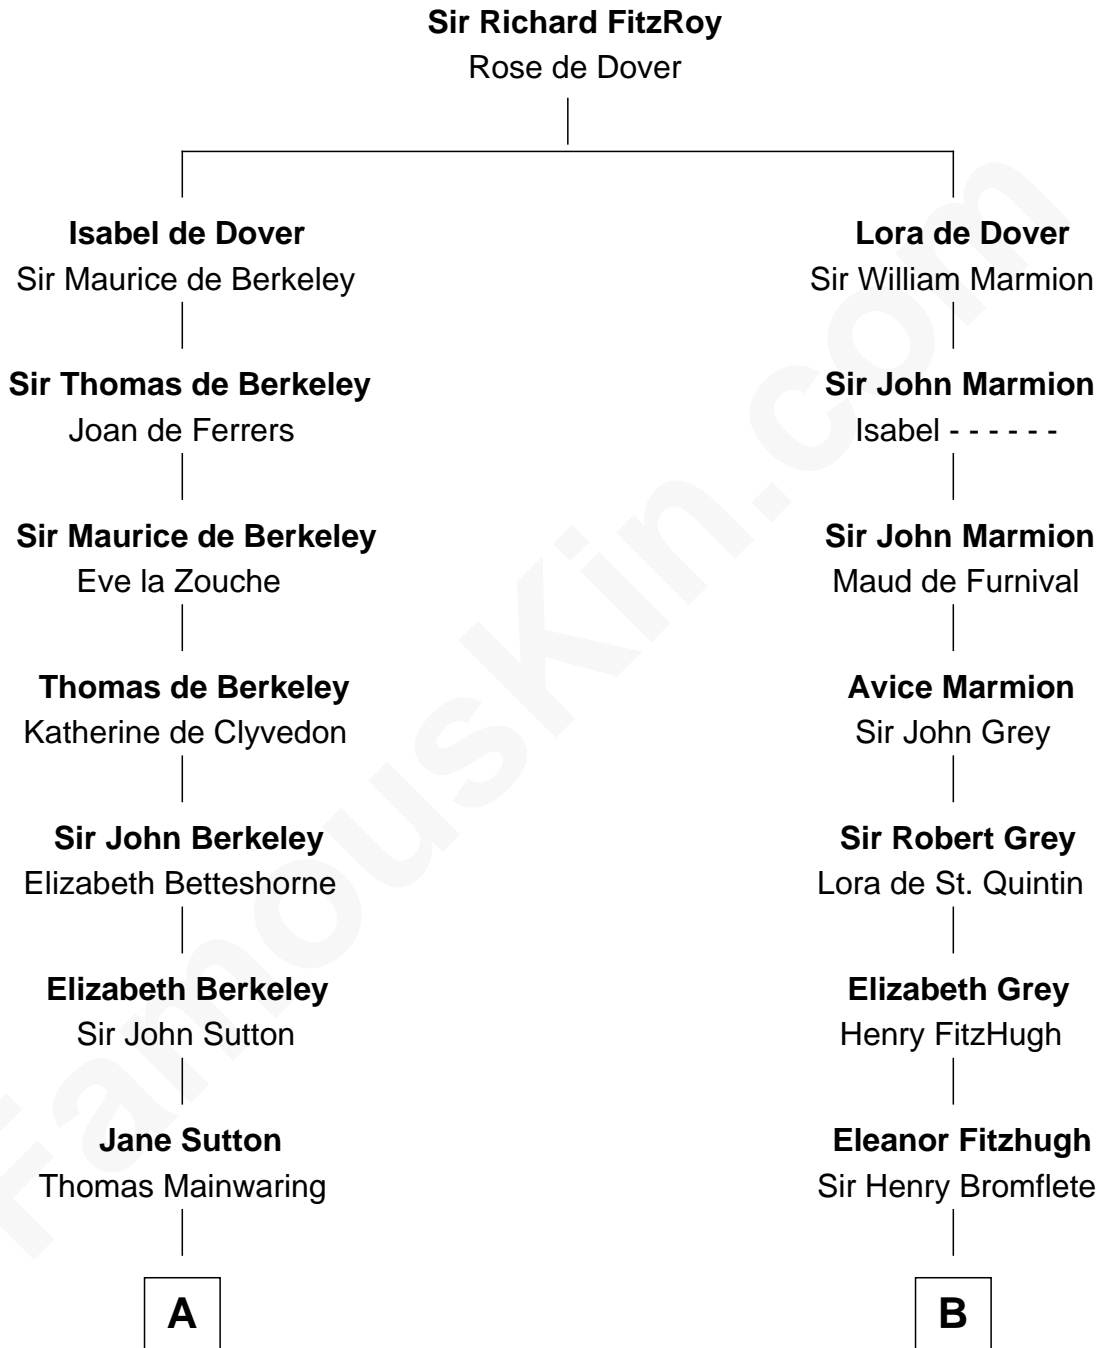 Sir Richard FitzRoy
Rose de Dover
Isabel de Dover
Sir Maurice de Berkeley
Lora de Dover
Sir William Marmion
Sir Thomas de Berkeley
Joan de Ferrers
Sir John Marmion
Isabel - - - - - -
Sir Maurice de Berkeley
Eve la Zouche
Sir John Marmion
Maud de Furnival
Thomas de Berkeley
Katherine de Clyvedon
Avice Marmion
Sir John Grey
Sir John Berkeley
Elizabeth Betteshorne
Sir Robert Grey
Lora de St. Quintin
Elizabeth Berkeley
Sir John Sutton
Elizabeth Grey
Henry FitzHugh
Jane Sutton
Thomas Mainwaring
Eleanor Fitzhugh
Sir Henry Bromflete
A
B
FamousKin.com